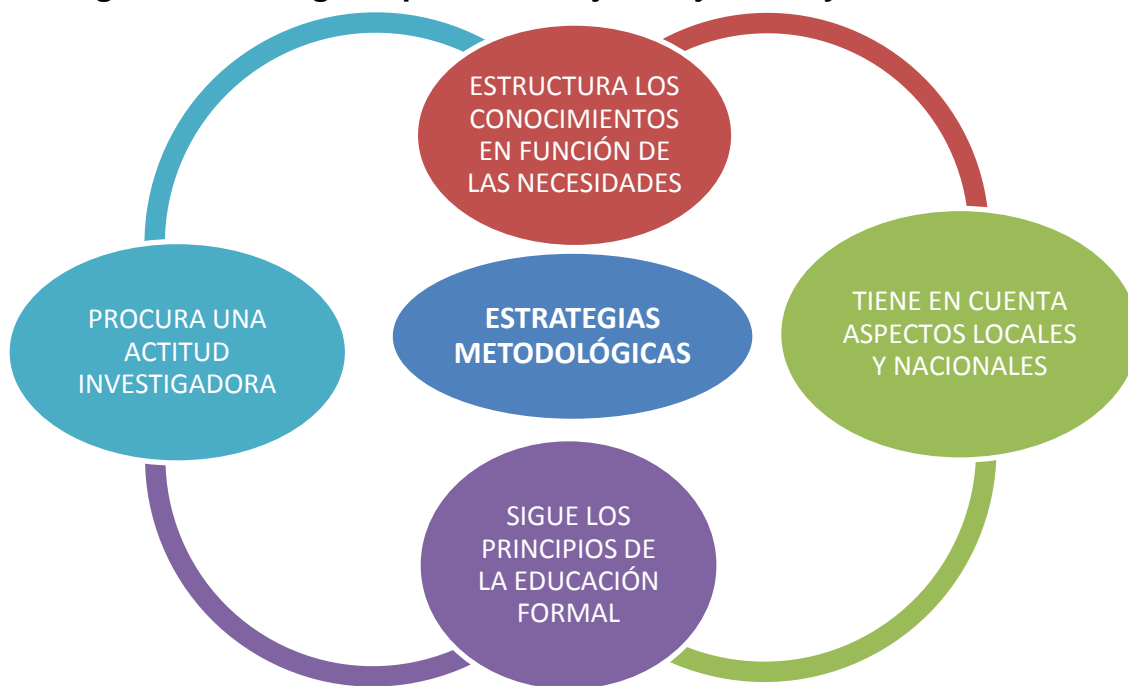 ESTRUCTURA LOS
CONOCIMIENTOS
EN FUNCIÓN DE
LAS NECESIDADES
TIENE EN CUENTA
ASPECTOS LOCALES
Y NACIONALES
ESTRATEGIAS
METODOLÓGICAS
PROCURA UNA
ACTITUD
INVESTIGADORA
SIGUE LOS
PRINCIPIOS DE
LA EDUCACIÓN
FORMAL